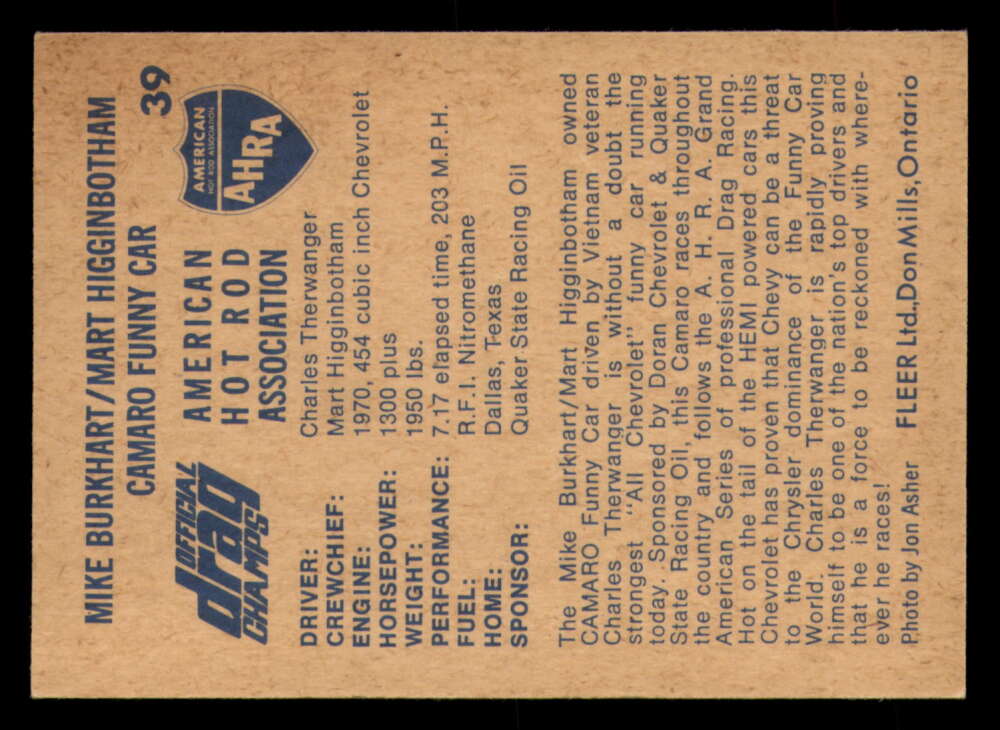 MIKE BURKHART/MART HIGGINBOTHAM
CAMARO FUNNY CAR
39
OFFICIAL
drag
CHAMPS
AMERICAN
HOT ROD
ASSOCIATION
AMERICAN
HOT ROD ASSOCIATION
AHRA
DRIVER: Charles Therwanger
CREWCHIEF: Mart Higginbotham
ENGINE: 1970, 454 cubic inch Chevrolet
HORSEPOWER: 1300 plus
WEIGHT: 1950 lbs.
PERFORMANCE: 7.17 elapsed time, 203 M.P.H.
FUEL: R.F.I. Nitromethane
HOME: Dallas, Texas
SPONSOR: Quaker State Racing Oil
The Mike Burkhart/Mart Higginbotham owned
CAMARO Funny Car driven by Vietnam veteran
Charles Therwanger is without a doubt the
strongest "All Chevrolet" funny car running
today. Sponsored by Doran Chevrolet & Quaker
State Racing Oil, this Camaro races throughout
the country and follows the A. H. R. A. Grand
American Series of professional Drag Racing.
Hot on the tail of the HEMI powered cars this
Chevrolet has proven that Chevy can be a threat
to the Chrysler dominance of the Funny Car
World. Charles Therwanger is rapidly proving
himself to be one of the nation's top drivers and
that he is a force to be reckoned with where-
ever he races!
Photo by Jon Asher FLEER Ltd., Don Mills, Ontario